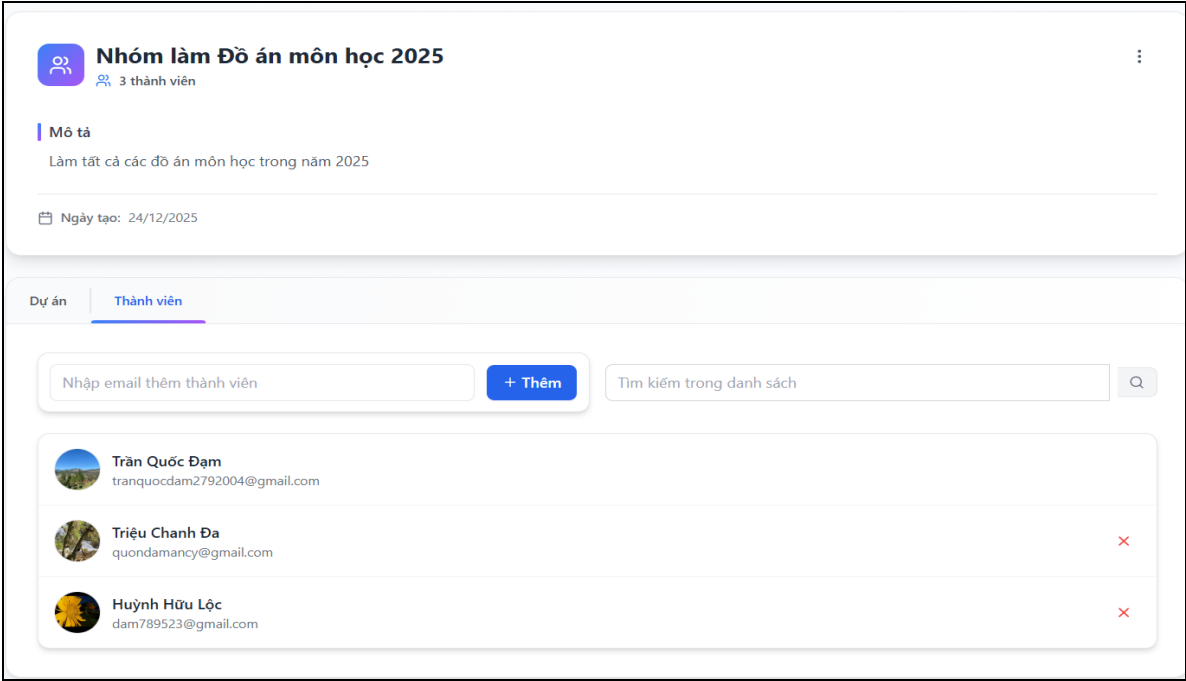 Nhóm làm Đồ án môn học 2025
3 thành viên
Mô tả
Làm tất cả các đồ án môn học trong năm 2025
Ngày tạo: 24/12/2025
Dự án
Thành viên
Nhập email thêm thành viên
+ Thêm
Tìm kiếm trong danh sách
Trần Quốc Đạm
tranquocdam2792004@gmail.com
Triệu Chanh Đa
quondamancy@gmail.com
Huỳnh Hữu Lộc
dam789523@gmail.com